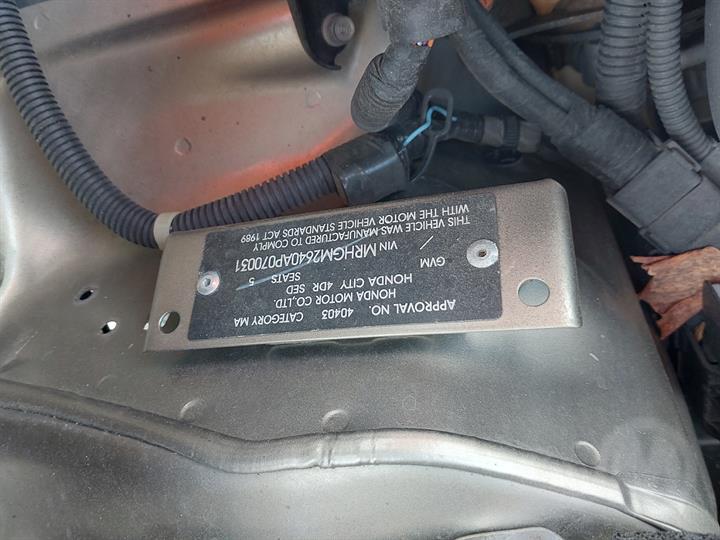 APPROVAL NO. 40403 CATEGORY MA
HONDA MOTOR CO.,LTD.
HONDA CITY 4DR SED
GVM / SEATS 5
VIN MRHGM2640AP070031
THIS VEHICLE WAS MANUFACTURED TO COMPLY
WITH THE MOTOR VEHICLE STANDARDS ACT 1989